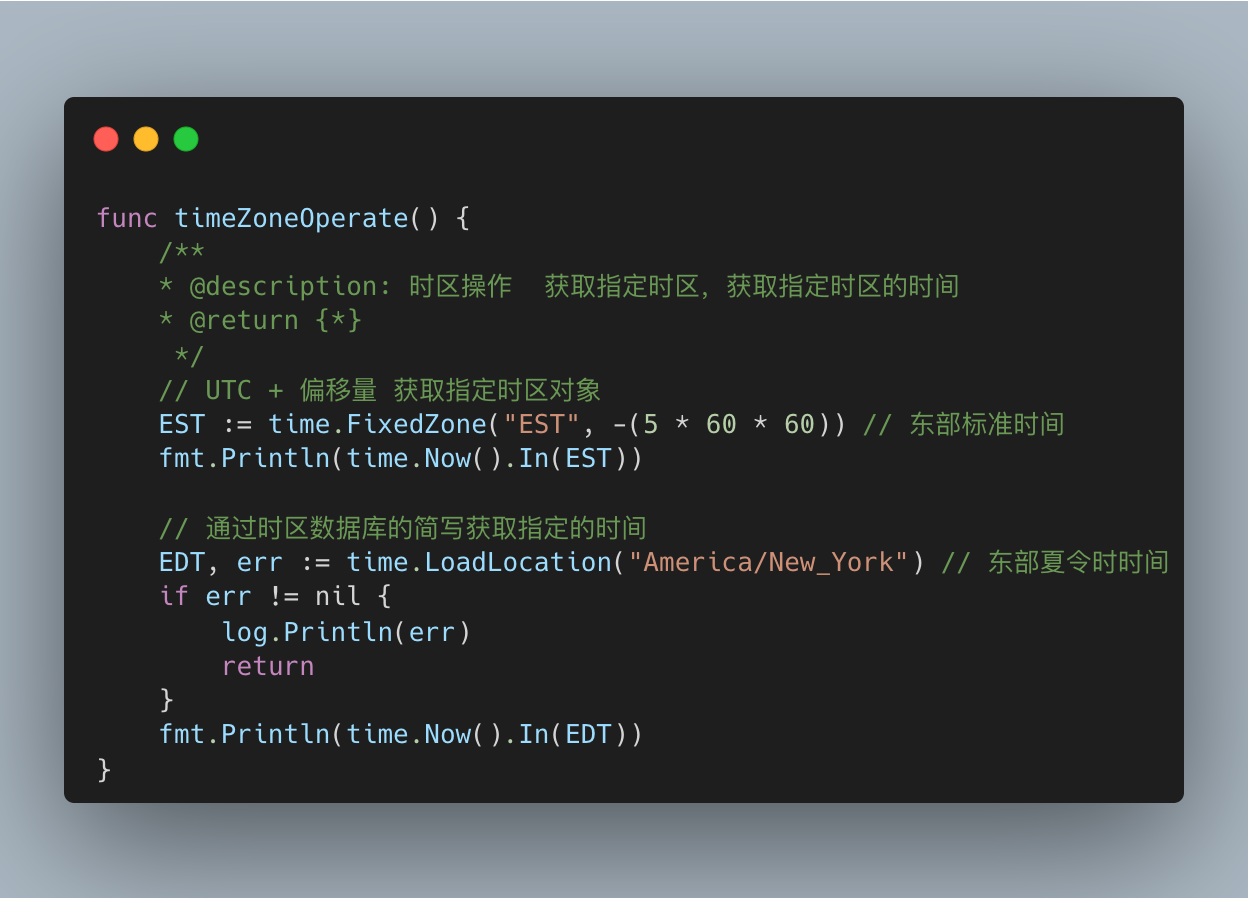 func timeZoneOperate() {
    /**
    * @description: 时区操作  获取指定时区，获取指定时区的时间
    * @return {*}
     */
    // UTC + 偏移量 获取指定时区对象
    EST := time.FixedZone("EST", -(5 * 60 * 60)) // 东部标准时间
    fmt.Println(time.Now().In(EST))

    // 通过时区数据库的简写获取指定的时间
    EDT, err := time.LoadLocation("America/New_York") // 东部夏令时时间
    if err != nil {
        log.Println(err)
        return
    }
    fmt.Println(time.Now().In(EDT))
}